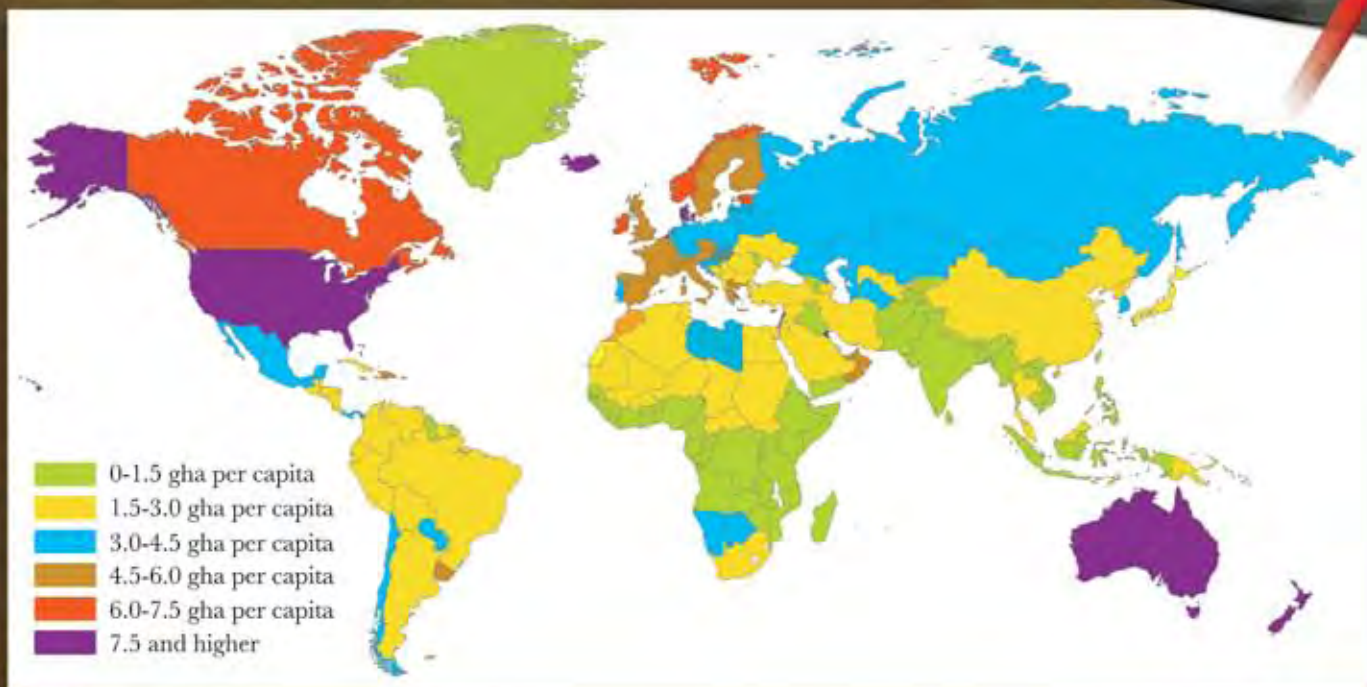 0-1.5 gha per capita
1.5-3.0 gha per capita
3.0-4.5 gha per capita
4.5-6.0 gha per capita
6.0-7.5 gha per capita
7.5 and higher